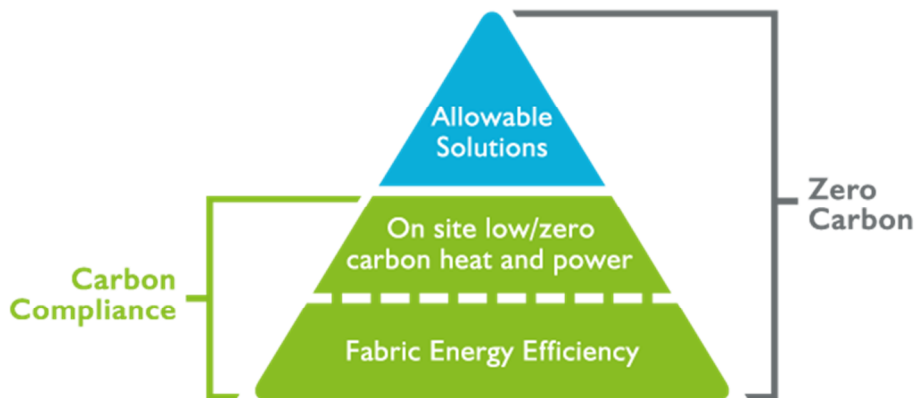 Allowable
Solutions
On site low/zero
carbon heat and power
Fabric Energy Efficiency
Carbon
Compliance
Zero
Carbon